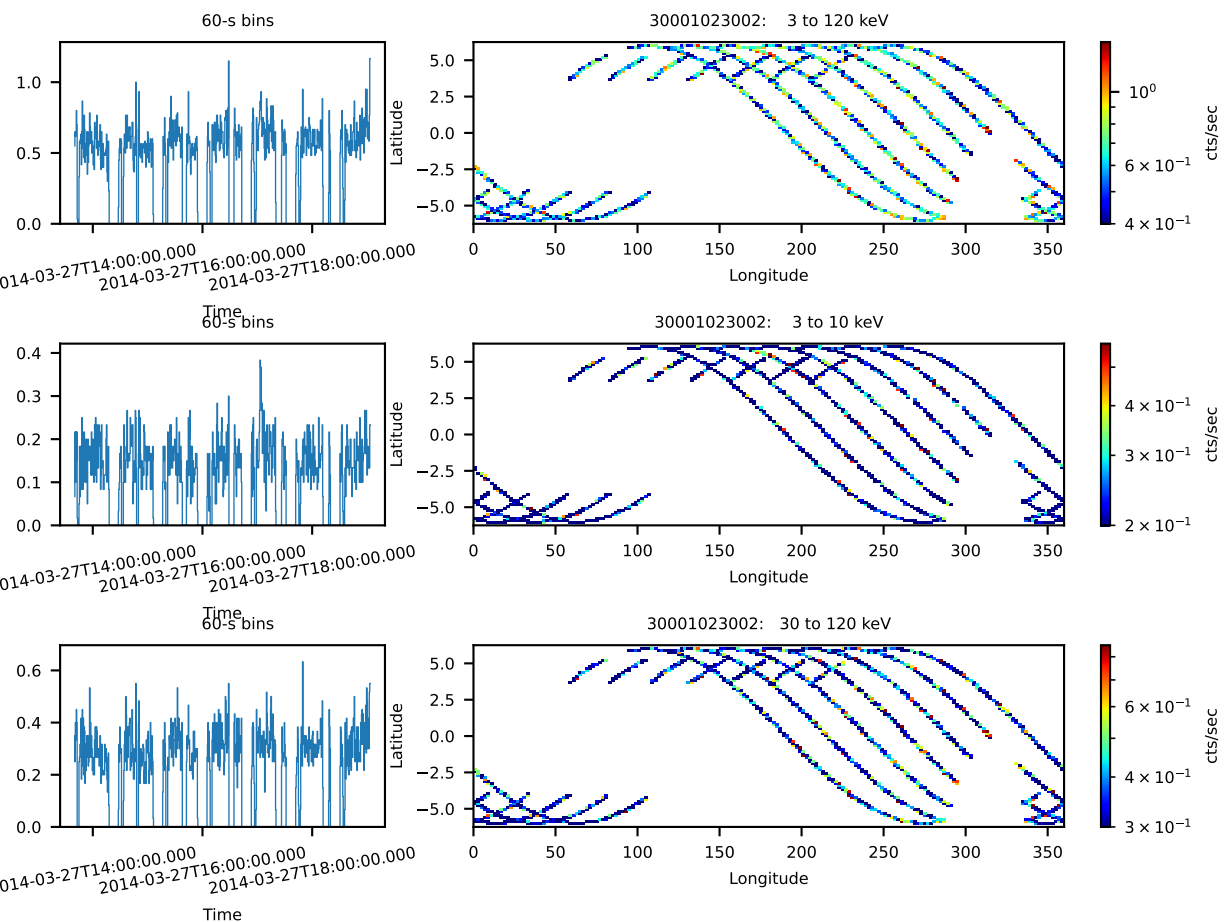 60-s bins
30001023002: 3 to 120 keV
1.0
0.5
0.0
Latitude
5.0
2.5
0.0
−2.5
−5.0
10⁰
6 × 10⁻¹
4 × 10⁻¹
cts/sec
0 50 100 150 200 250 300 350
Longitude
014-03-27T14:00:00.000
2014-03-27T16:00:00.000
2014-03-27T18:00:00.000
Time
60-s bins
30001023002: 3 to 10 keV
0.4
0.3
0.2
0.1
0.0
Latitude
5.0
2.5
0.0
−2.5
−5.0
4 × 10⁻¹
3 × 10⁻¹
2 × 10⁻¹
cts/sec
0 50 100 150 200 250 300 350
Longitude
014-03-27T14:00:00.000
2014-03-27T16:00:00.000
2014-03-27T18:00:00.000
Time
60-s bins
30001023002: 30 to 120 keV
0.6
0.4
0.2
0.0
Latitude
5.0
2.5
0.0
−2.5
−5.0
6 × 10⁻¹
4 × 10⁻¹
3 × 10⁻¹
cts/sec
0 50 100 150 200 250 300 350
Longitude
014-03-27T14:00:00.000
2014-03-27T16:00:00.000
2014-03-27T18:00:00.000
Time